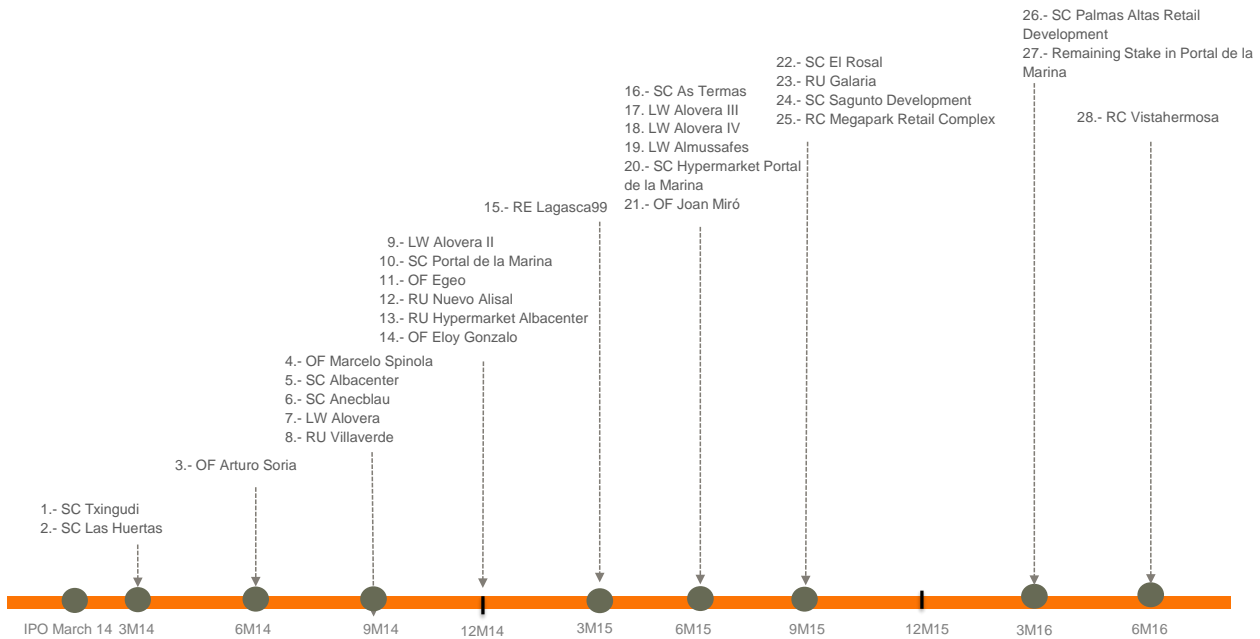 26.- SC Palmas Altas Retail
Development
27.- Remaining Stake in Portal de la
Marina
22.- SC El Rosal
23.- RU Galaria
24.- SC Sagunto Development
25.- RC Megapark Retail Complex
28.- RC Vistahermosa
16.- SC As Termas
17. LW Alovera III
18. LW Alovera IV
19. LW Almussafes
20.- SC Hypermarket Portal
de la Marina
21.- OF Joan Miró
15.- RE Lagasca99
9.- LW Alovera II
10.- SC Portal de la Marina
11.- OF Egeo
12.- RU Nuevo Alisal
13.- RU Hypermarket Albacenter
14.- OF Eloy Gonzalo
4.- OF Marcelo Spinola
5.- SC Albacenter
6.- SC Anecblau
7.- LW Alovera
8.- RU Villaverde
3.- OF Arturo Soria
1.- SC Txingudi
2.- SC Las Huertas
IPO March 14 3M14 6M14 9M14 12M14 3M15 6M15 9M15 12M15 3M16 6M16